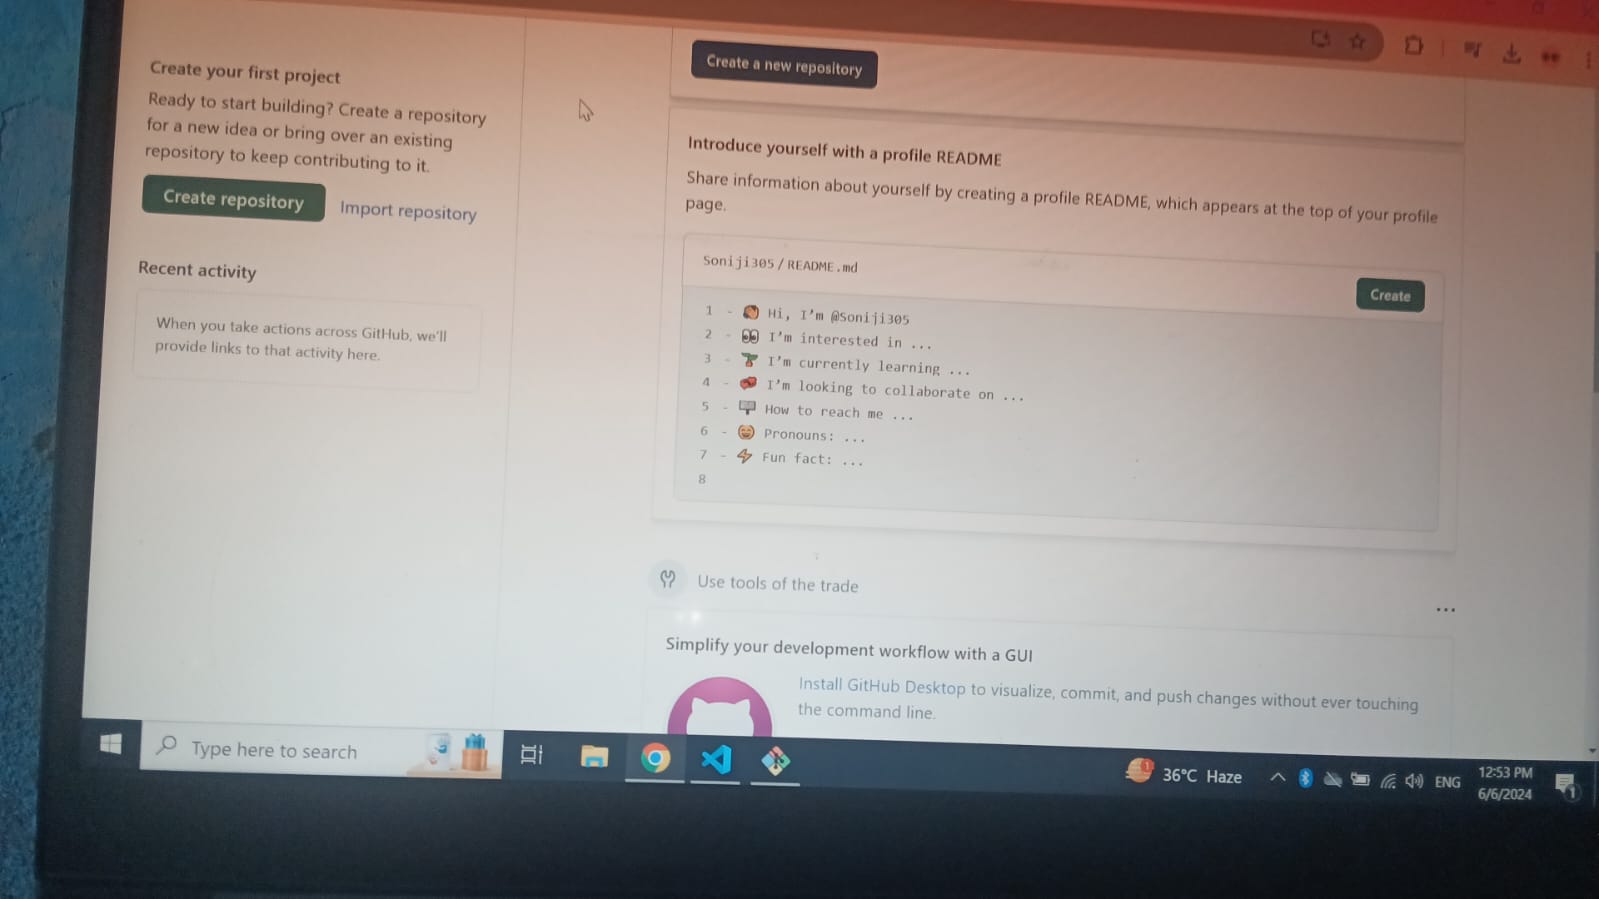 Create your first project
Ready to start building? Create a repository
for a new idea or bring over an existing
repository to keep contributing to it.
Create repository
Import repository
Recent activity
When you take actions across GitHub, we'll
provide links to that activity here.
Create a new repository
Introduce yourself with a profile README
Share information about yourself by creating a profile README, which appears at the top of your profile
page.
Soniji305 / README.md
Create
1 - 👋 Hi, I'm @Soniji305
2 - 👀 I'm interested in ...
3 - 🌱 I'm currently learning ...
4 - 💞️ I'm looking to collaborate on ...
5 - 📫 How to reach me ...
6 - 😄 Pronouns: ...
7 - ⚡ Fun fact: ...
8
Use tools of the trade
...
Simplify your development workflow with a GUI
Install GitHub Desktop to visualize, commit, and push changes without ever touching
the command line.
Type here to search
1
36°C Haze
ENG
12:53 PM
6/6/2024
1